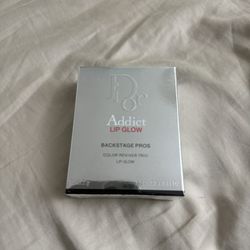 Dior
Addict
LIP GLOW
BACKSTAGE PROS
COLOR REVIVER TRIO
LIP GLOW